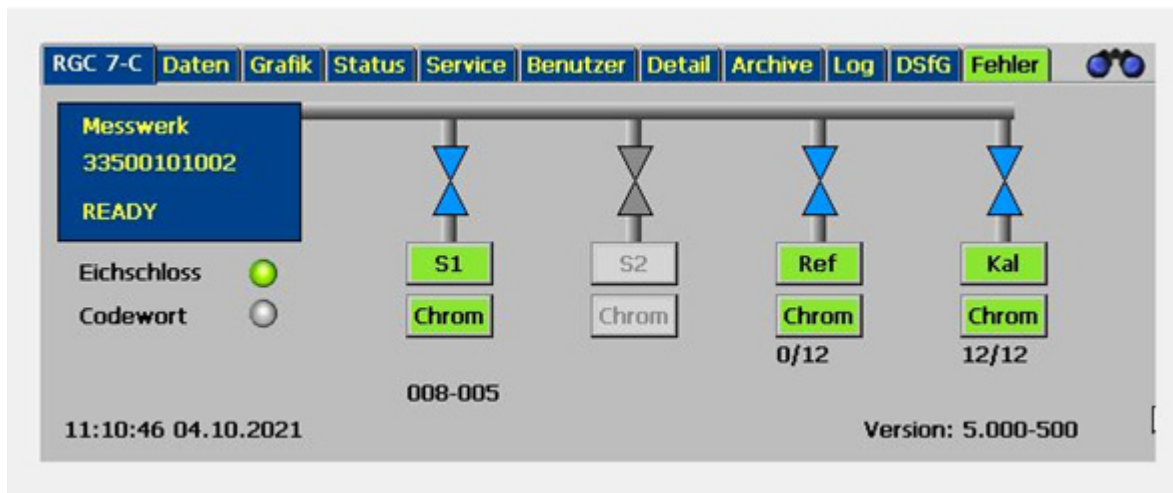 RGC 7-C Daten Grafik Status Service Benutzer Detail Archive Log DSfG Fehler
Messwerk
33500101002
READY
Eichschloss
Codewort
S1 S2 Ref Kal
Chrom Chrom Chrom Chrom
0/12 12/12
008-005
11:10:46 04.10.2021 Version: 5.000-500